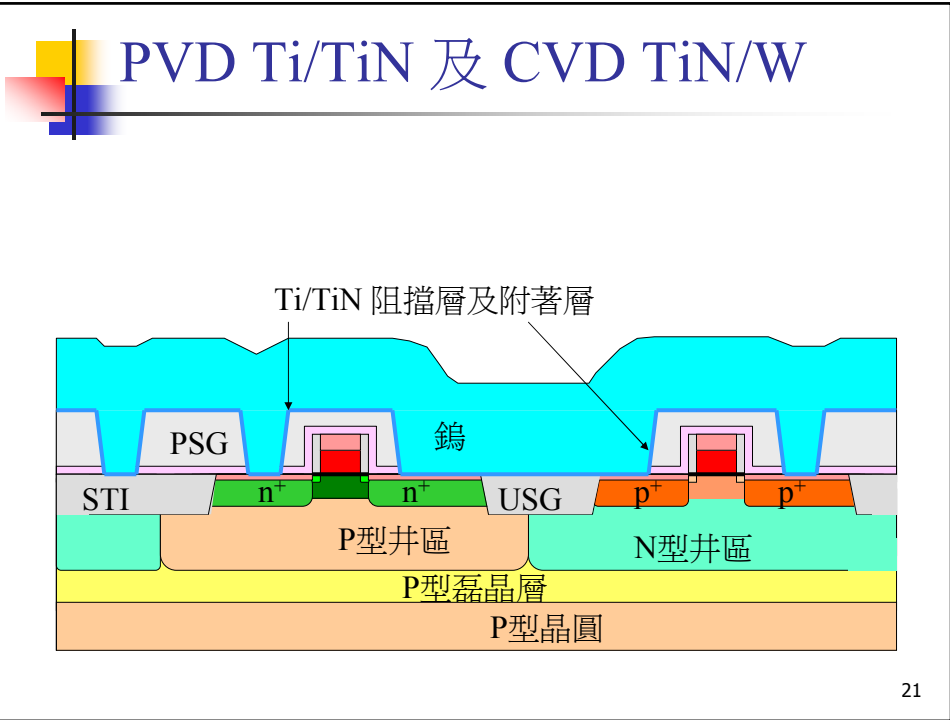 PVD Ti/TiN 及 CVD TiN/W
Ti/TiN 阻擋層及附著層
PSG
鎢
STI
n+
n+
USG
p+
p+
P型井區
N型井區
P型磊晶層
P型晶圓
21